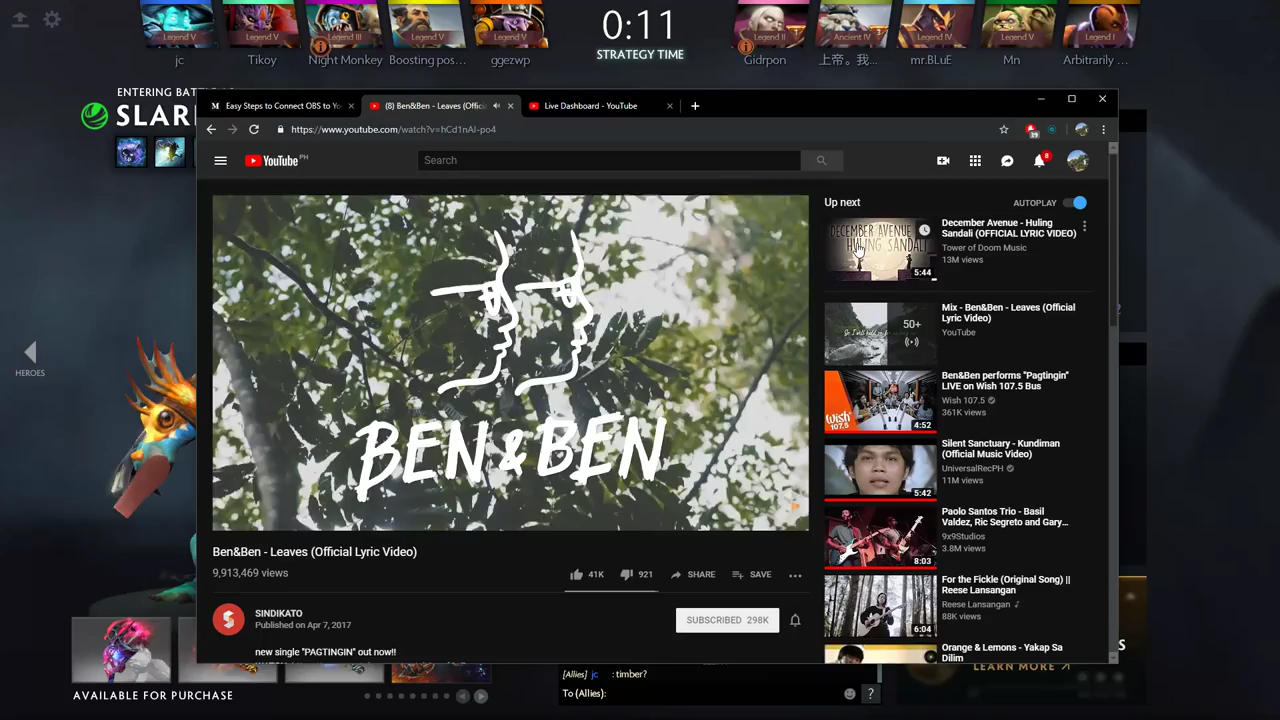 Legend V
Legend V
Legend III
Legend V
Legend V
0:11
STRATEGY TIME
Legend II
Ancient IV
Legend IV
Legend V
Legend I
jc
Tikoy
Night Monkey
Boosting pos...
ggezwp
Gidrpon
上帝。我...
mr.BLuE
Mn
Arbitrarily ...
ENTERING
SLAR
HEROES
Easy Steps to Connect OBS to Yo
(8) Ben&Ben - Leaves (Offici
Live Dashboard - YouTube
https://www.youtube.com/watch?v=hCd1nAI-po4
39
YouTube PH
Search
8
BEN&BEN
Up next
AUTOPLAY
DECEMBER AVENUE
HULING SANDALI
5:44
December Avenue - Huling
Sandali (OFFICIAL LYRIC VIDEO)
Tower of Doom Music
13M views
50+
Mix - Ben&Ben - Leaves (Official
Lyric Video)
YouTube
wish
107.5
4:52
Ben&Ben performs "Pagtingin"
LIVE on Wish 107.5 Bus
Wish 107.5
361K views
5:42
Silent Sanctuary - Kundiman
(Official Music Video)
UniversalRecPH
11M views
8:03
Paolo Santos Trio - Basil
Valdez, Ric Segreto and Gary...
9x9Studios
3.8M views
6:04
For the Fickle (Original Song) ||
Reese Lansangan
Reese Lansangan
88K views
Orange & Lemons - Yakap Sa
Dilim
Ben&Ben - Leaves (Official Lyric Video)
9,913,469 views
41K
921
SHARE
SAVE
SINDIKATO
Published on Apr 7, 2017
SUBSCRIBED 298K
new single "PAGTINGIN" out now!!
AVAILABLE FOR PURCHASE
[Allies] jc : timber?
To (Allies):
?
S
LEARN MORE